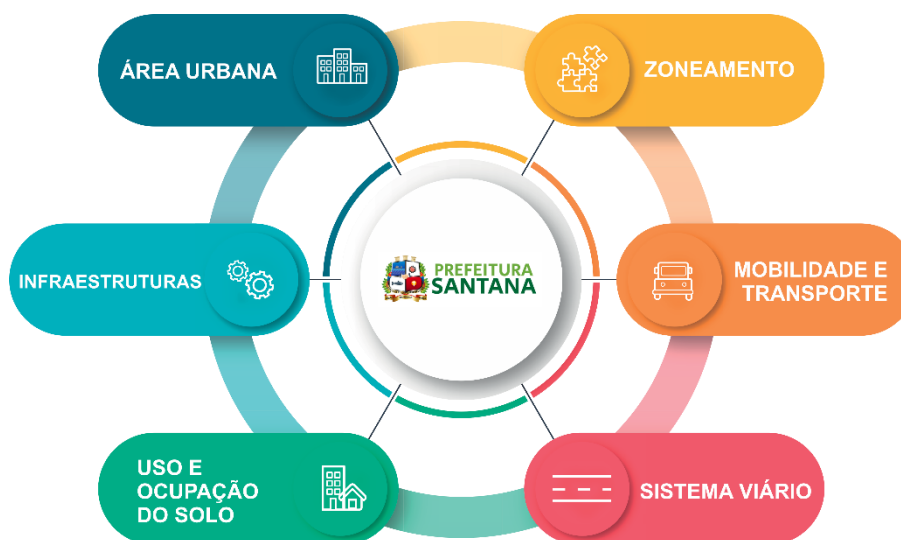 ÁREA URBANA
ZONEAMENTO
INFRAESTRUTURAS
PREFEITURA
SANTANA
MOBILIDADE E
TRANSPORTE
USO E
OCUPAÇÃO
DO SOLO
SISTEMA VIÁRIO